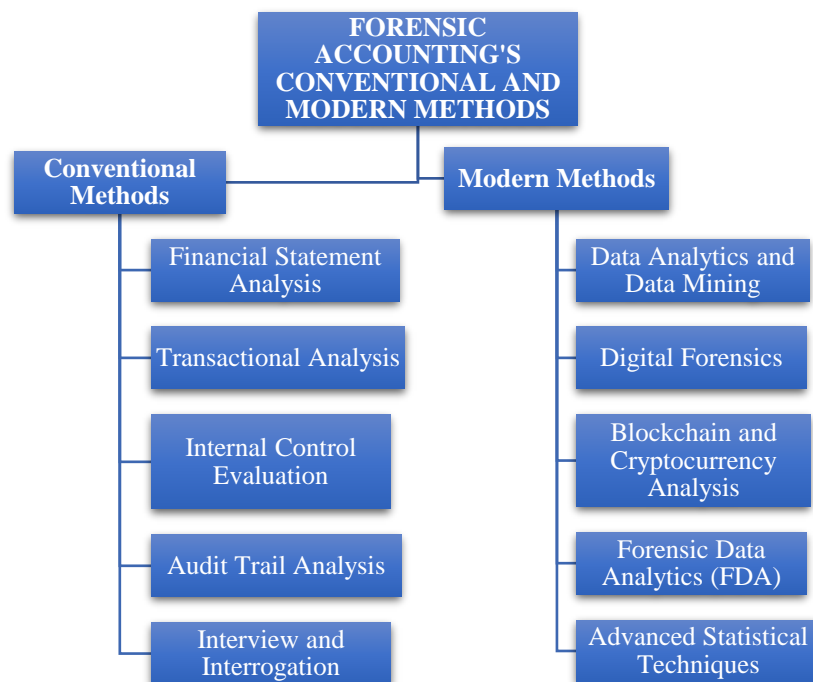 FORENSIC
ACCOUNTING'S
CONVENTIONAL AND
MODERN METHODS
Conventional
Methods
Financial Statement
Analysis
Transactional Analysis
Internal Control
Evaluation
Audit Trail Analysis
Interview and
Interrogation
Modern Methods
Data Analytics and
Data Mining
Digital Forensics
Blockchain and
Cryptocurrency
Analysis
Forensic Data
Analytics (FDA)
Advanced Statistical
Techniques